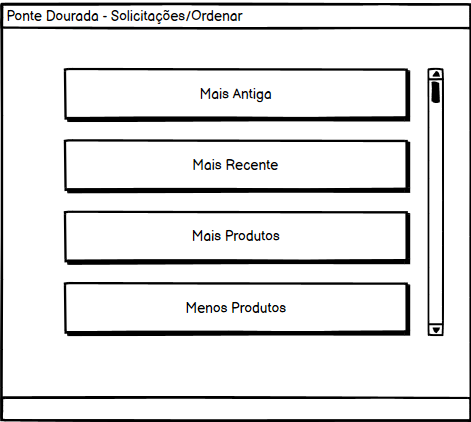 Ponte Dourada - Solicitações/Ordenar
Mais Antiga
Mais Recente
Mais Produtos
Menos Produtos